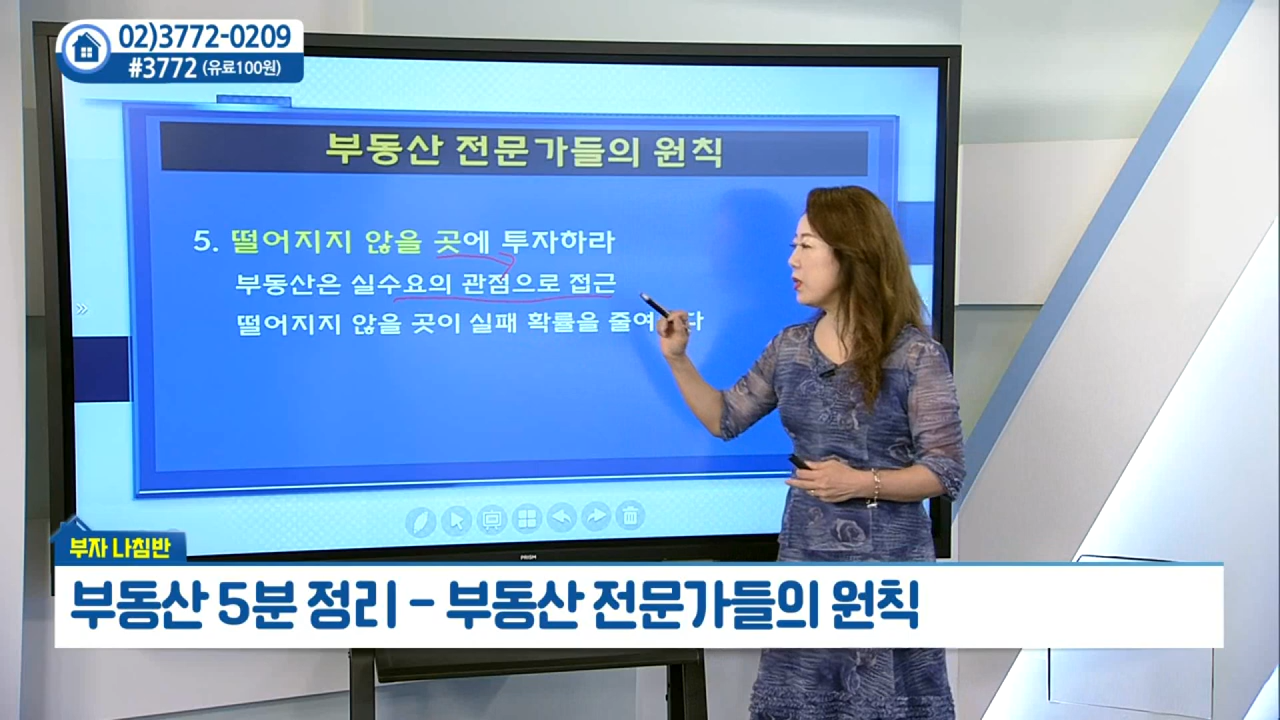 02)3772-0209
#3772 (유료100원)
부동산 전문가들의 원칙
5. 떨어지지 않을 곳에 투자하라
부동산은 실수요의 관점으로 접근
떨어지지 않을 곳이 실패 확률을 줄여 다
PRISM
부자 나침반
부동산 5분 정리 - 부동산 전문가들의 원칙